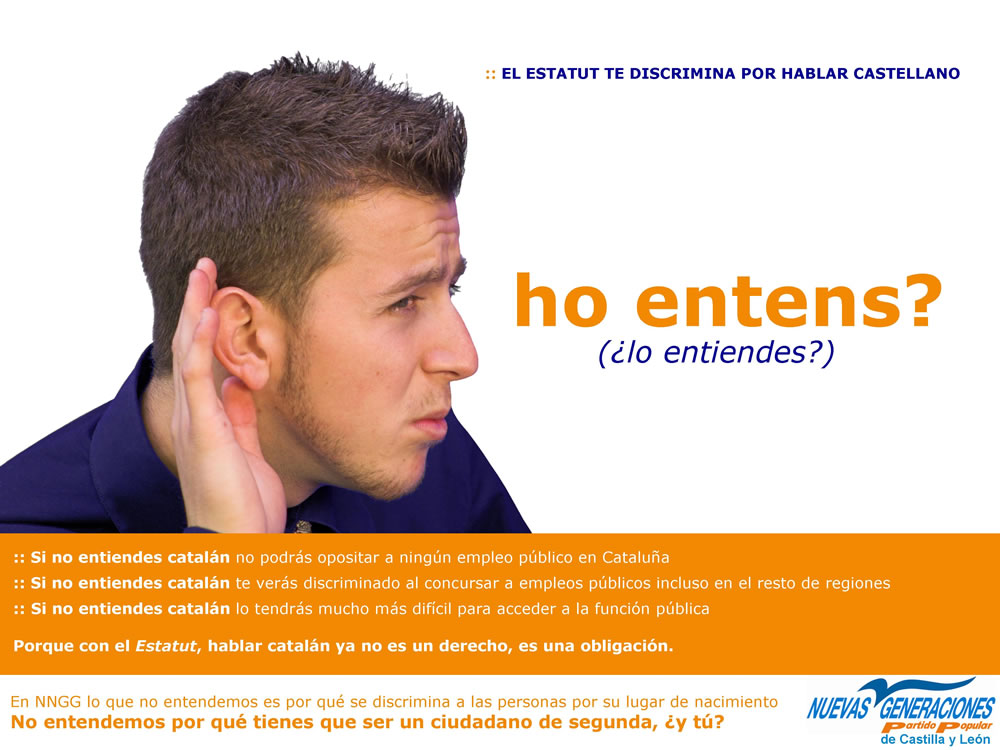 :: EL ESTATUT TE DISCRIMINA POR HABLAR CASTELLANO
ho entens?
(¿lo entiendes?)
:: Si no entiendes catalán no podrás opositar a ningún empleo público en Cataluña
:: Si no entiendes catalán te verás discriminado al concursar a empleos públicos incluso en el resto de regiones
:: Si no entiendes catalán lo tendrás mucho más difícil para acceder a la función pública
Porque con el Estatut, hablar catalán ya no es un derecho, es una obligación.
En NNGG lo que no entendemos es por qué se discrimina a las personas por su lugar de nacimiento
No entendemos por qué tienes que ser un ciudadano de segunda, ¿y tú?
NUEVAS GENERACIONES
Partido Popular
de Castilla y León